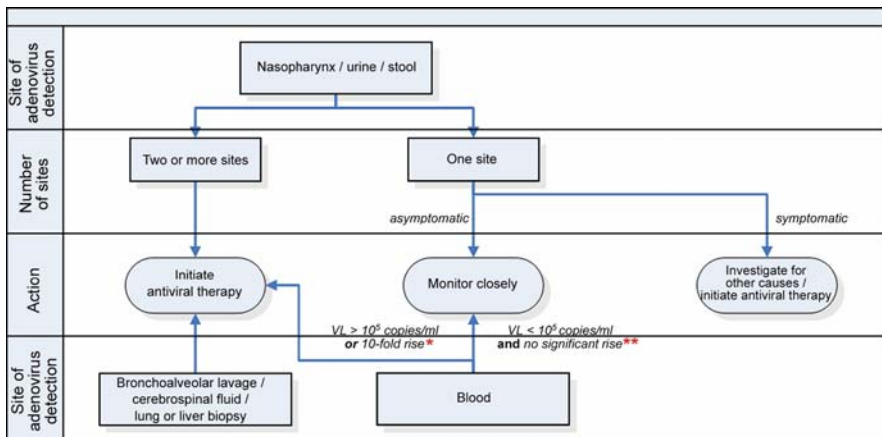 Site of
adenovirus
detection
Nasopharynx / urine / stool
Number
of sites
Two or more sites
One site
asymptomatic
symptomatic
Action
Initiate
antiviral therapy
Monitor closely
Investigate for
other causes /
initiate antiviral therapy
VL > 10⁵ copies/ml
or 10-fold rise*
VL < 10⁵ copies/ml
and no significant rise**
Site of
adenovirus
detection
Bronchoalveolar lavage /
cerebrospinal fluid /
lung or liver biopsy
Blood